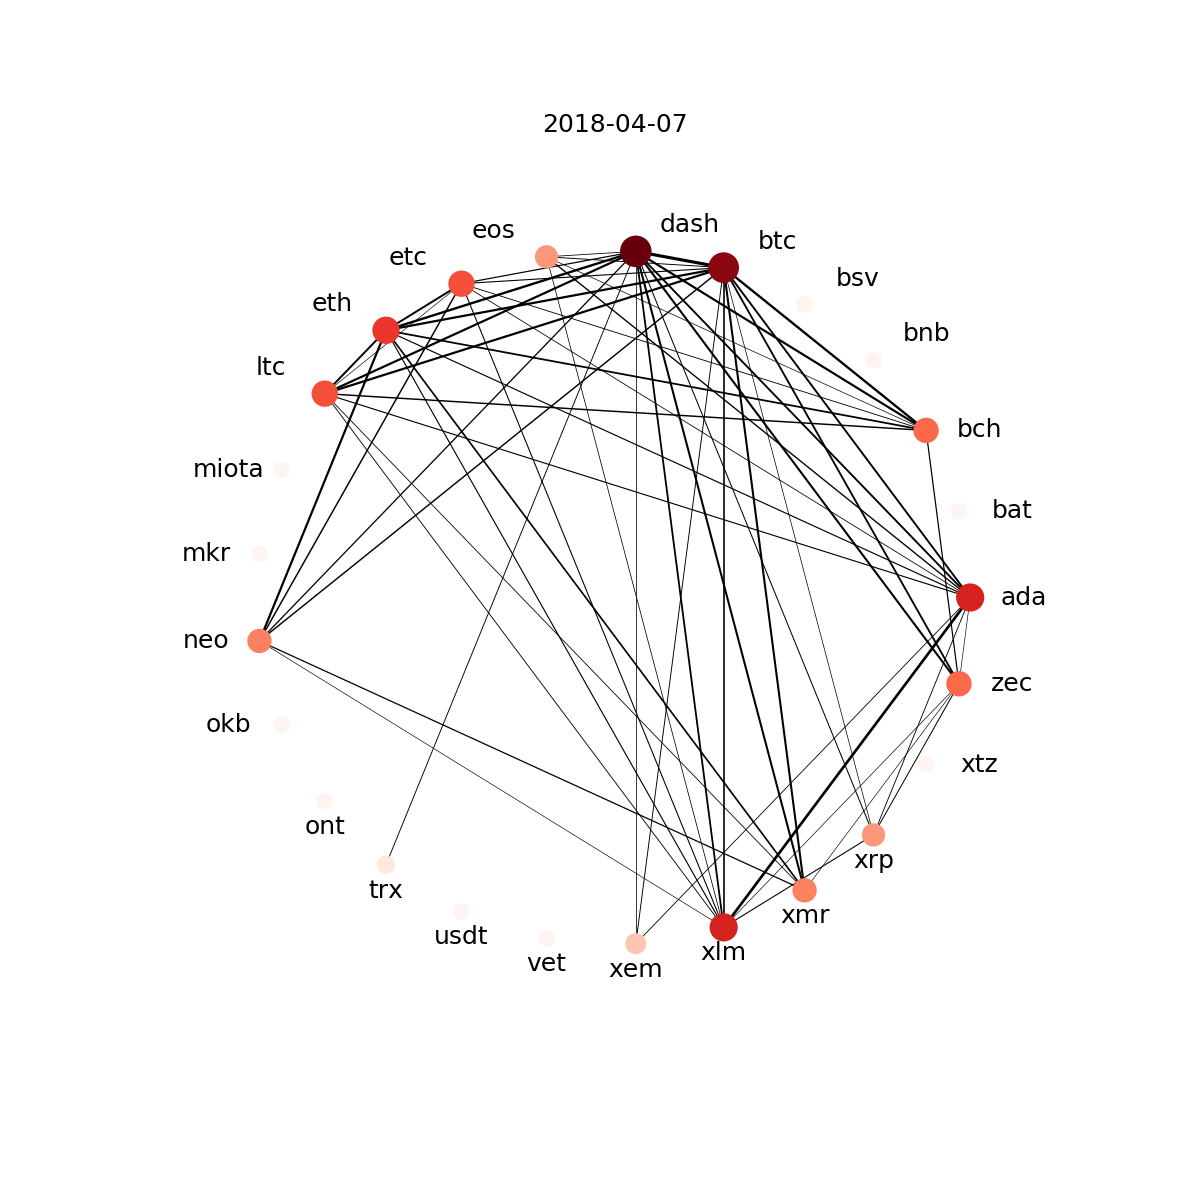 2018-04-07
dash
eos
btc
etc
bsv
eth
bnb
ltc
bch
miota
bat
mkr
ada
neo
zec
okb
xtz
ont
xrp
trx
xmr
usdt
xlm
vet
xem